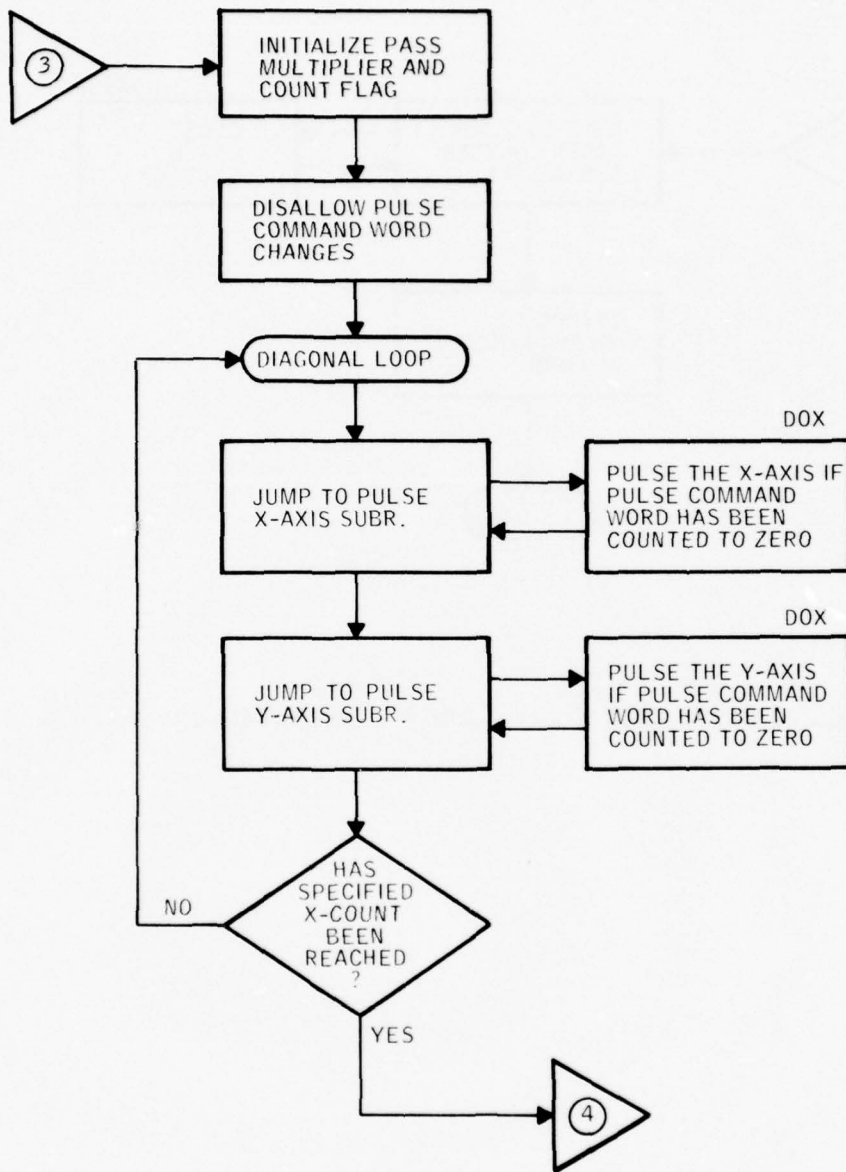 3
INITIALIZE PASS
MULTIPLIER AND
COUNT FLAG
DISALLOW PULSE
COMMAND WORD
CHANGES
DIAGONAL LOOP
JUMP TO PULSE
X-AXIS SUBR.
DOX
PULSE THE X-AXIS IF
PULSE COMMAND
WORD HAS BEEN
COUNTED TO ZERO
JUMP TO PULSE
Y-AXIS SUBR.
DOX
PULSE THE Y-AXIS
IF PULSE COMMAND
WORD HAS BEEN
COUNTED TO ZERO
HAS
SPECIFIED
X-COUNT
BEEN
REACHED
?
NO
YES
4